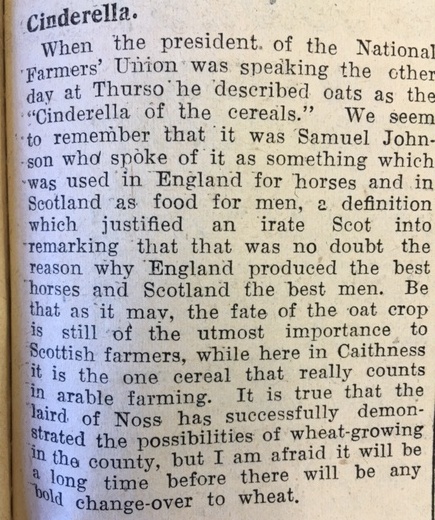 Cinderella.
When the president of the National
Farmers' Union was speaking the other
day at Thurso he described oats as the
"Cinderella of the cereals." We seem
to remember that it was Samuel John-
son who spoke of it as something which
was used in England for horses and in
Scotland as food for men, a definition
which justified an irate Scot into
remarking that that was no doubt the
reason why England produced the best
horses and Scotland the best men. Be
that as it may, the fate of the oat crop
is still of the utmost importance to
Scottish farmers, while here in Caithness
it is the one cereal that really counts
in arable farming. It is true that the
laird of Noss has successfully demon-
strated the possibilities of wheat-growing
in the county, but I am afraid it will be
a long time before there will be any
bold change-over to wheat.